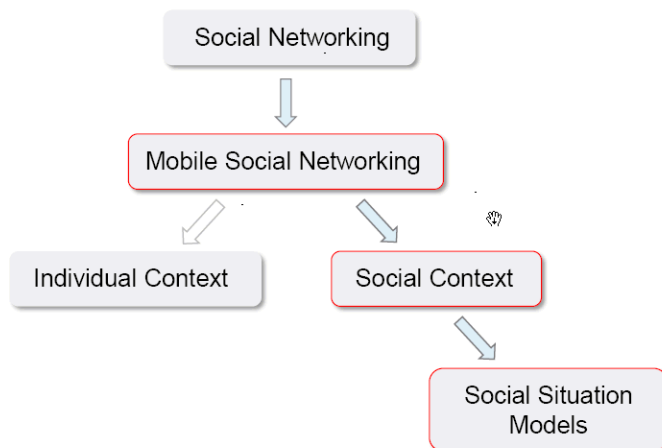 Social Networking
Mobile Social Networking
Individual Context
Social Context
Social Situation
Models